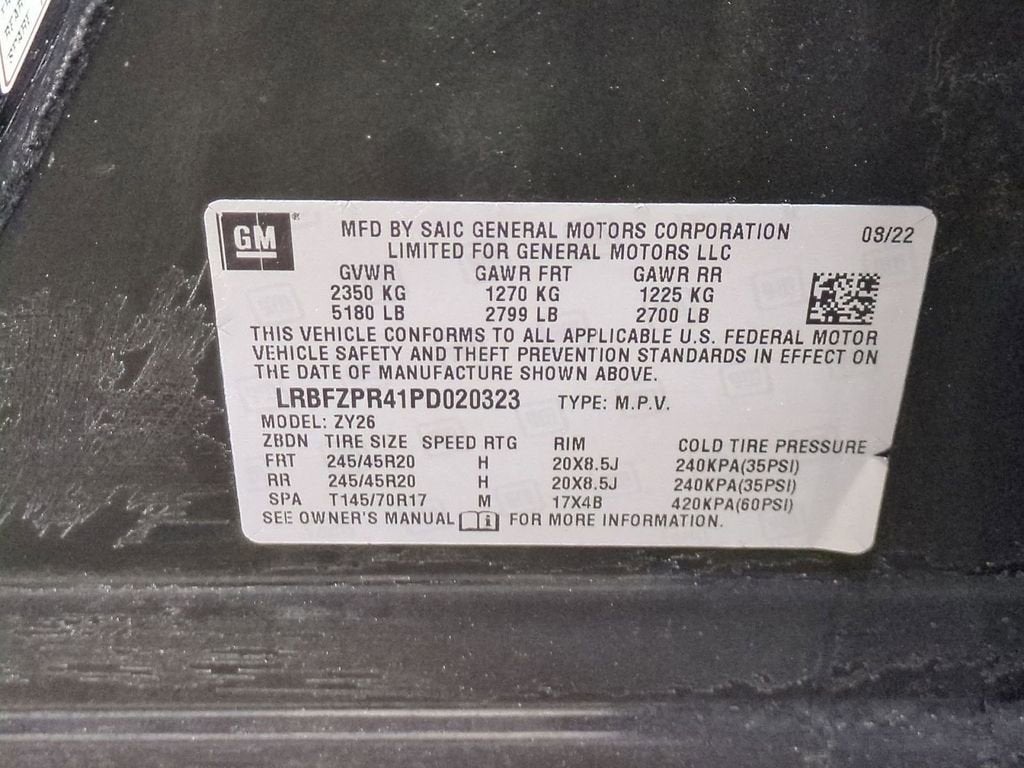 GM
MFD BY SAIC GENERAL MOTORS CORPORATION
LIMITED FOR GENERAL MOTORS LLC
03/22
GVWR GAWR FRT GAWR RR
2350 KG 1270 KG 1225 KG
5180 LB 2799 LB 2700 LB
THIS VEHICLE CONFORMS TO ALL APPLICABLE U.S. FEDERAL MOTOR
VEHICLE SAFETY AND THEFT PREVENTION STANDARDS IN EFFECT ON
THE DATE OF MANUFACTURE SHOWN ABOVE.
LRBFZPR41PD020323 TYPE: M.P.V.
MODEL: ZY26
ZBDN TIRE SIZE SPEED RTG RIM COLD TIRE PRESSURE
FRT 245/45R20 H 20X8.5J 240KPA(35PSI)
RR 245/45R20 H 20X8.5J 240KPA(35PSI)
SPA T145/70R17 M 17X4B 420KPA(60PSI)
SEE OWNER'S MANUAL FOR MORE INFORMATION.